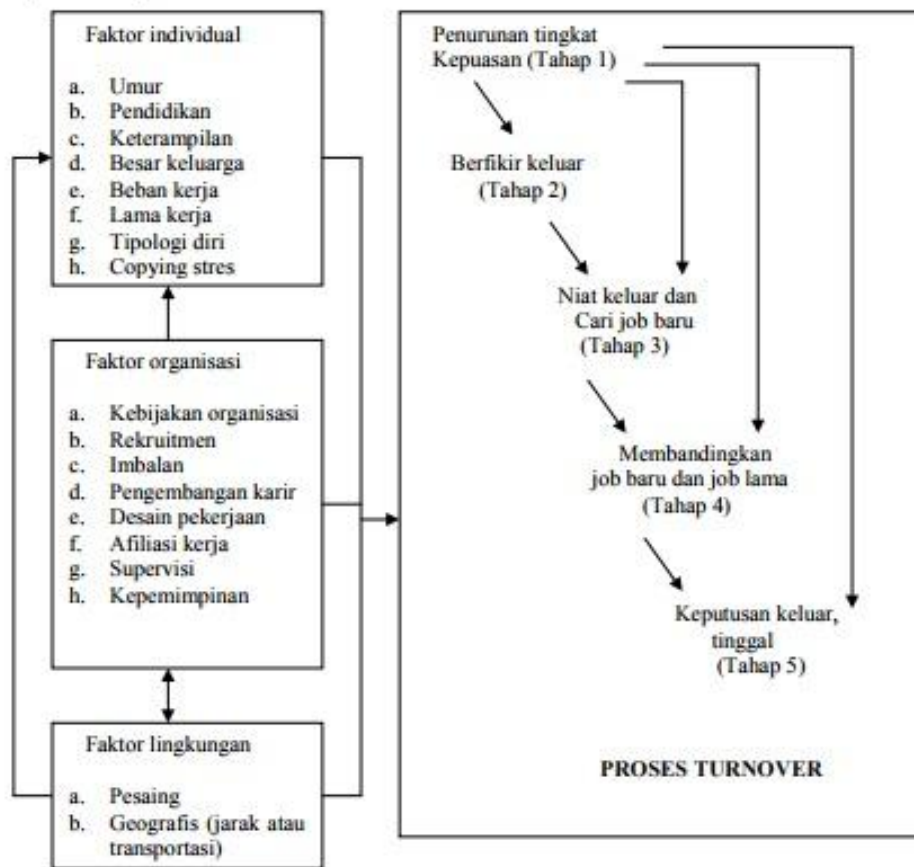 Faktor individual
a. Umur
b. Pendidikan
c. Keterampilan
d. Besar keluarga
e. Beban kerja
f. Lama kerja
g. Tipologi diri
h. Copying stres
Faktor organisasi
a. Kebijakan organisasi
b. Rekruitmen
c. Imbalan
d. Pengembangan karir
e. Desain pekerjaan
f. Afiliasi kerja
g. Supervisi
h. Kepemimpinan
Faktor lingkungan
a. Pesaing
b. Geografis (jarak atau
transportasi)
Penurunan tingkat
Kepuasan (Tahap 1)
Berfikir keluar
(Tahap 2)
Niat keluar dan
Cari job baru
(Tahap 3)
Membandingkan
job baru dan job lama
(Tahap 4)
Keputusan keluar,
tinggal
(Tahap 5)
PROSES TURNOVER